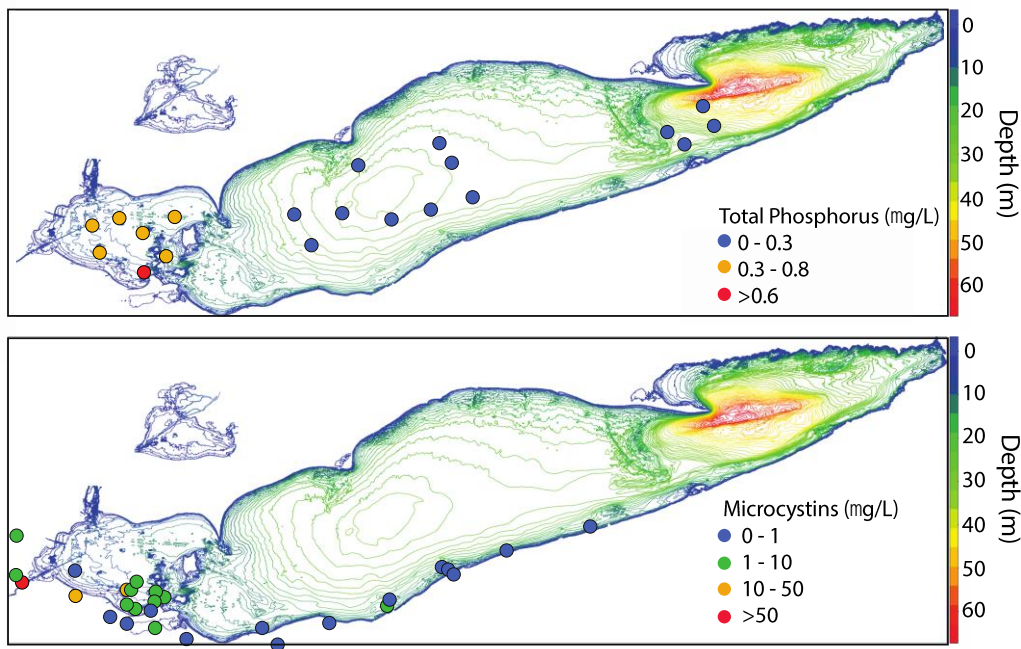 0
10
20
30
40
50
60
Depth (m)
Total Phosphorus (mg/L)
0 - 0.3
0.3 - 0.8
>0.6
0
10
20
30
40
50
60
Depth (m)
Microcystins (mg/L)
0 - 1
1 - 10
10 - 50
>50